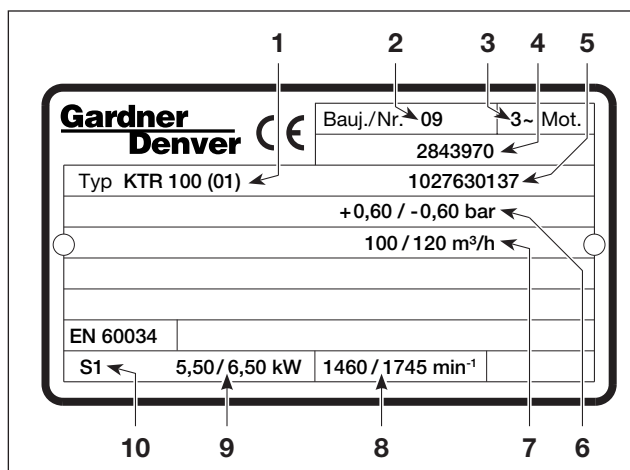 1 2 3 4 5
Gardner Denver CE
Bauj./Nr. 09 3~ Mot.
2843970
Typ KTR 100 (01) 1027630137
+0,60 / -0,60 bar
100 / 120 m³/h
EN 60034
S1 5,50 / 6,50 kW 1460 / 1745 min⁻¹
10 9 8 7 6